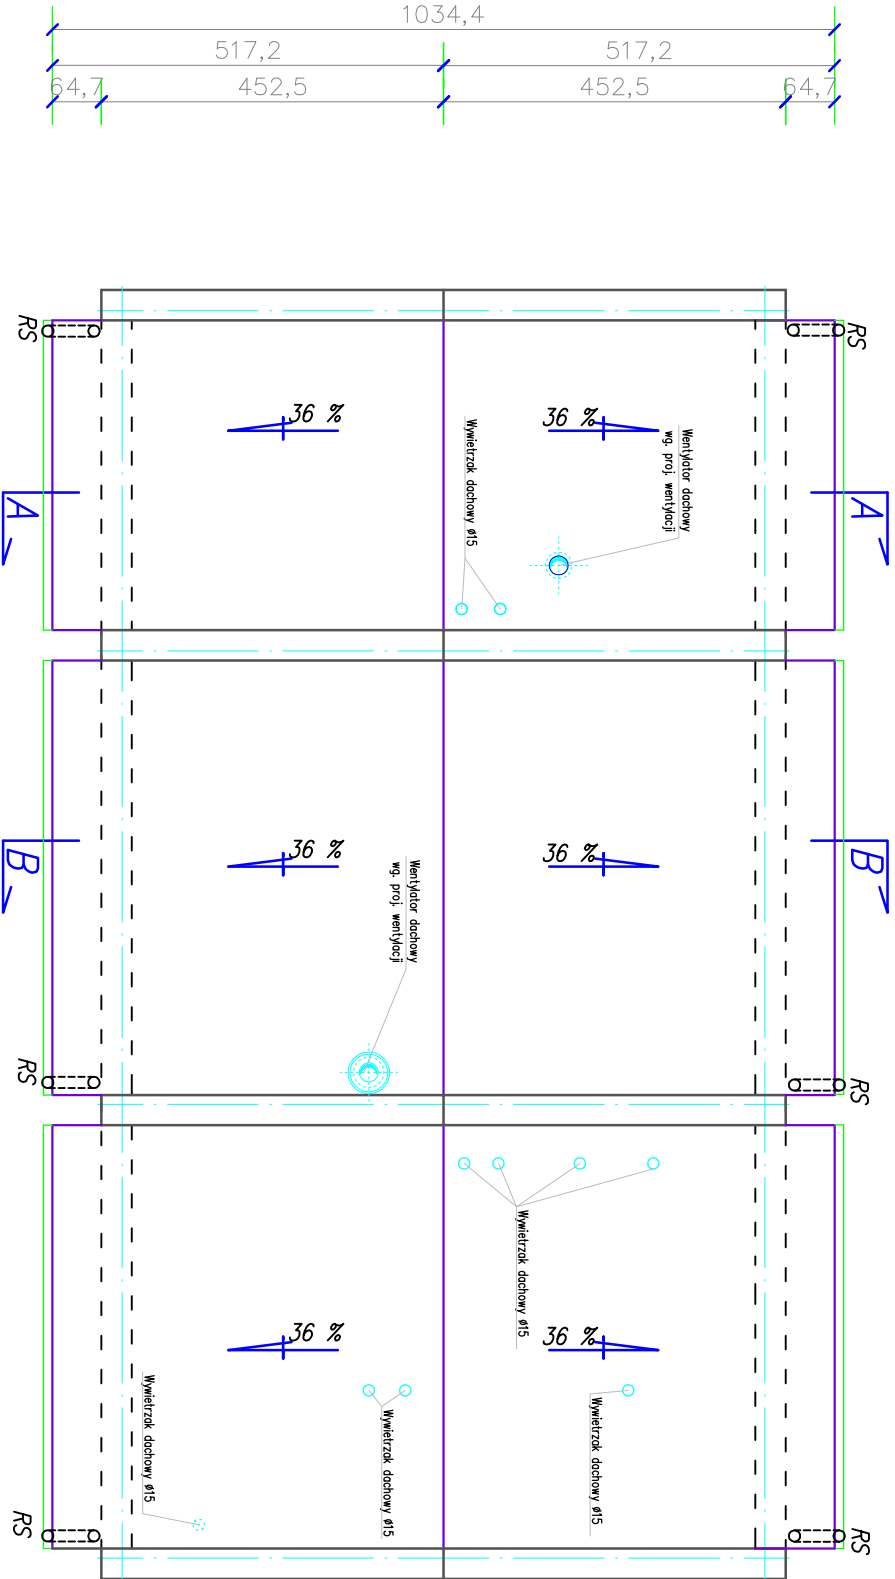 1034,4
517,2
517,2
64,7
452,5
452,5
64,7
RS
RS
36 %
36 %
Wywietrzak dachowy ø15
Wentylator dachowy
wg. proj. wentylacji
A
A
36 %
36 %
B
B
Wentylator dachowy
wg. proj. wentylacji
RS
RS
Wywietrzak dachowy ø15
36 %
36 %
Wywietrzak dachowy ø15
Wywietrzak dachowy ø15
Wywietrzak dachowy ø15
RS
RS